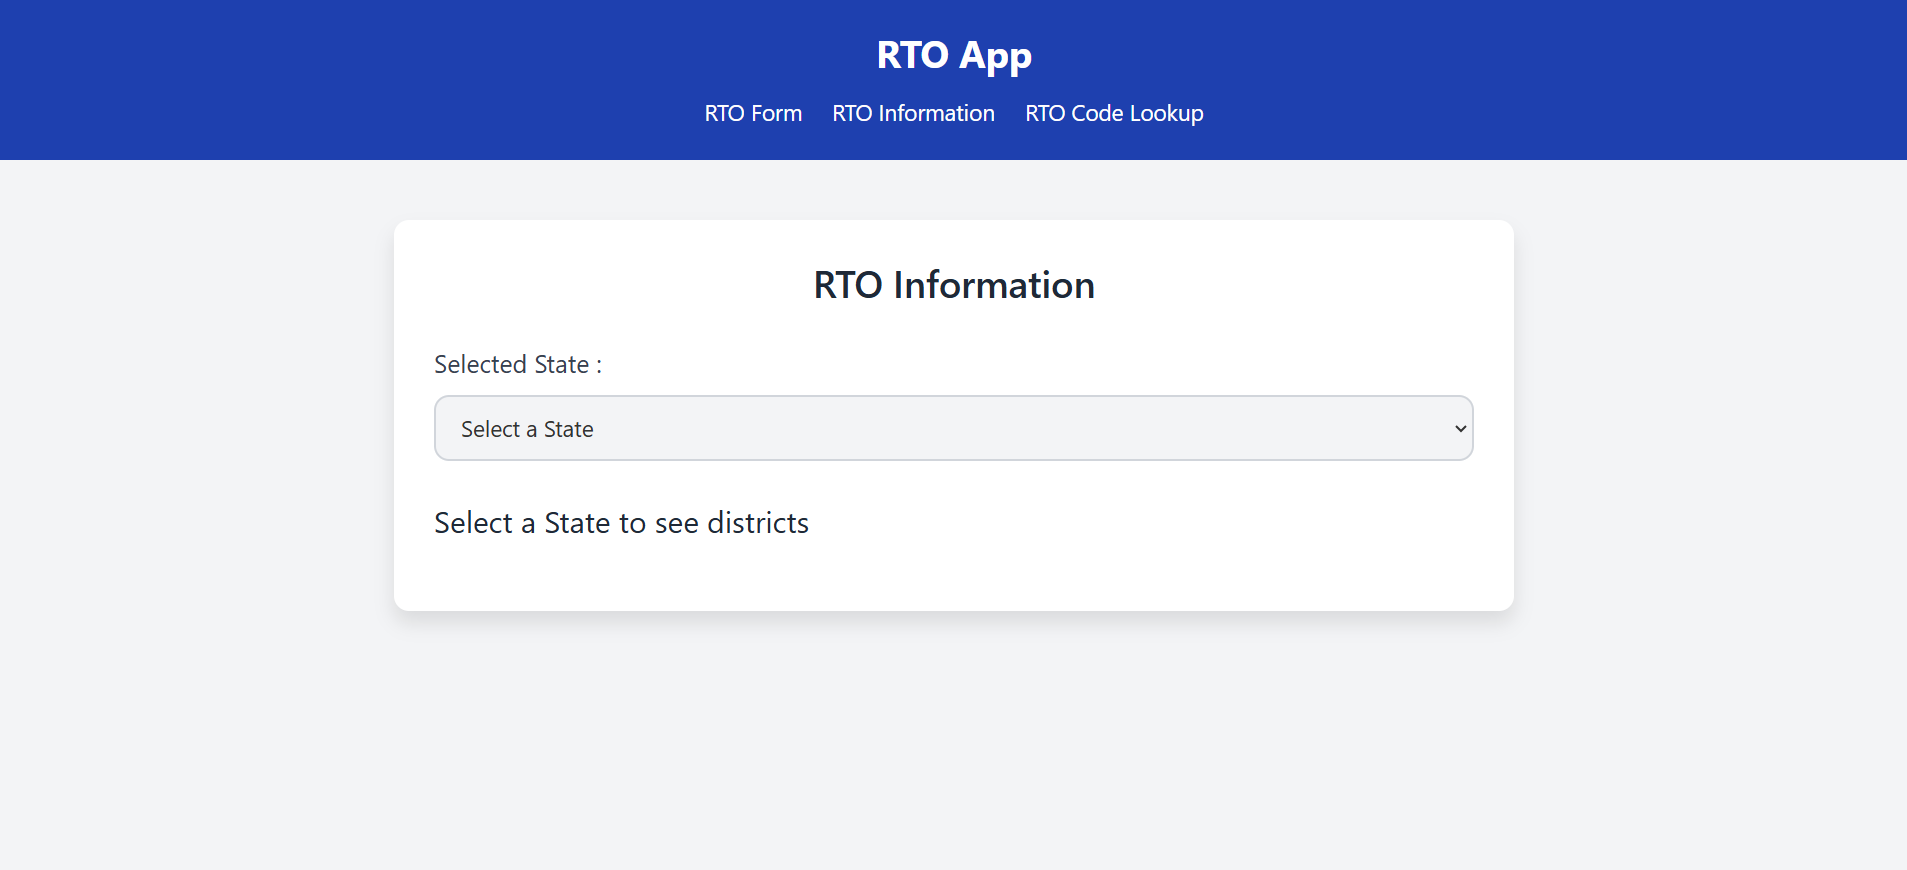 RTO App
RTO Form RTO Information RTO Code Lookup
RTO Information
Selected State :
Select a State
Select a State to see districts